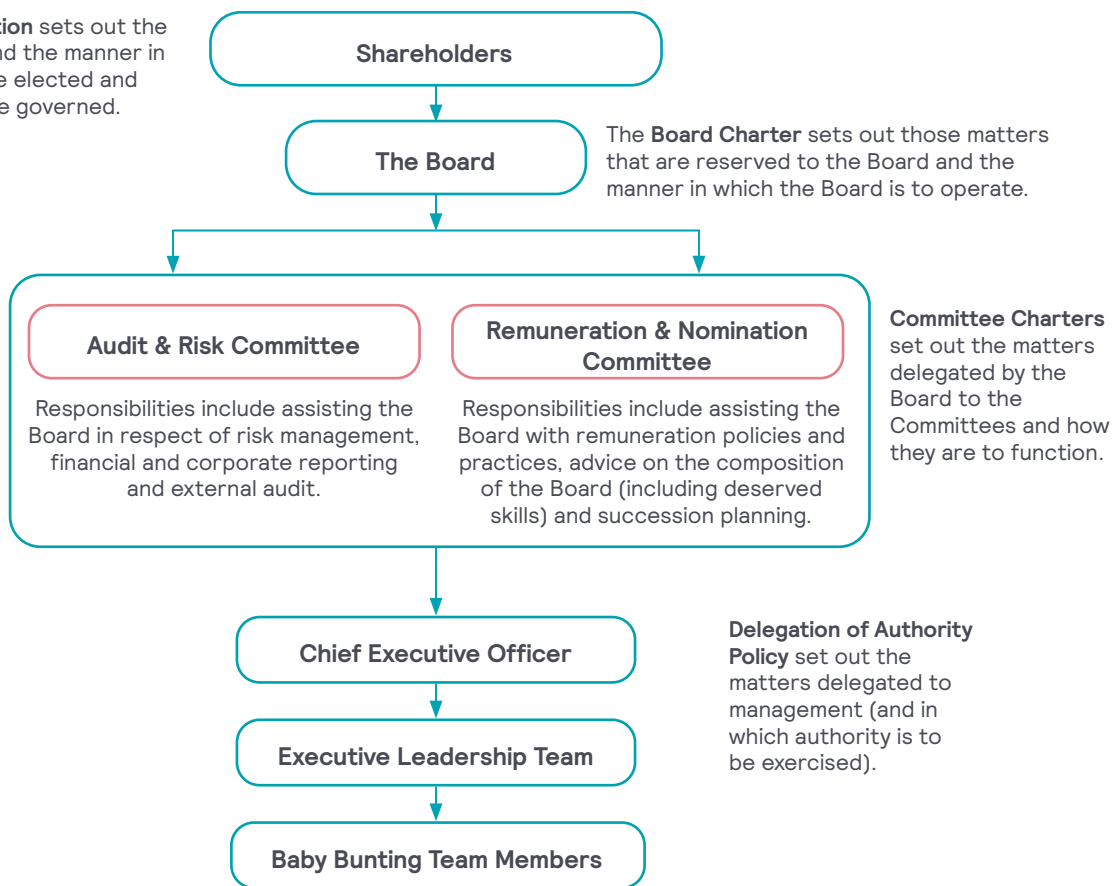 tion sets out the
nd the manner in
e elected and
e governed.
Shareholders
The Board
The Board Charter sets out those matters
that are reserved to the Board and the
manner in which the Board is to operate.
Audit & Risk Committee
Responsibilities include assisting the
Board in respect of risk management,
financial and corporate reporting
and external audit.
Remuneration & Nomination
Committee
Responsibilities include assisting the
Board with remuneration policies and
practices, advice on the composition
of the Board (including deserved
skills) and succession planning.
Committee Charters
set out the matters
delegated by the
Board to the
Committees and how
they are to function.
Chief Executive Officer
Delegation of Authority
Policy set out the
matters delegated to
management (and in
which authority is to
be exercised).
Executive Leadership Team
Baby Bunting Team Members